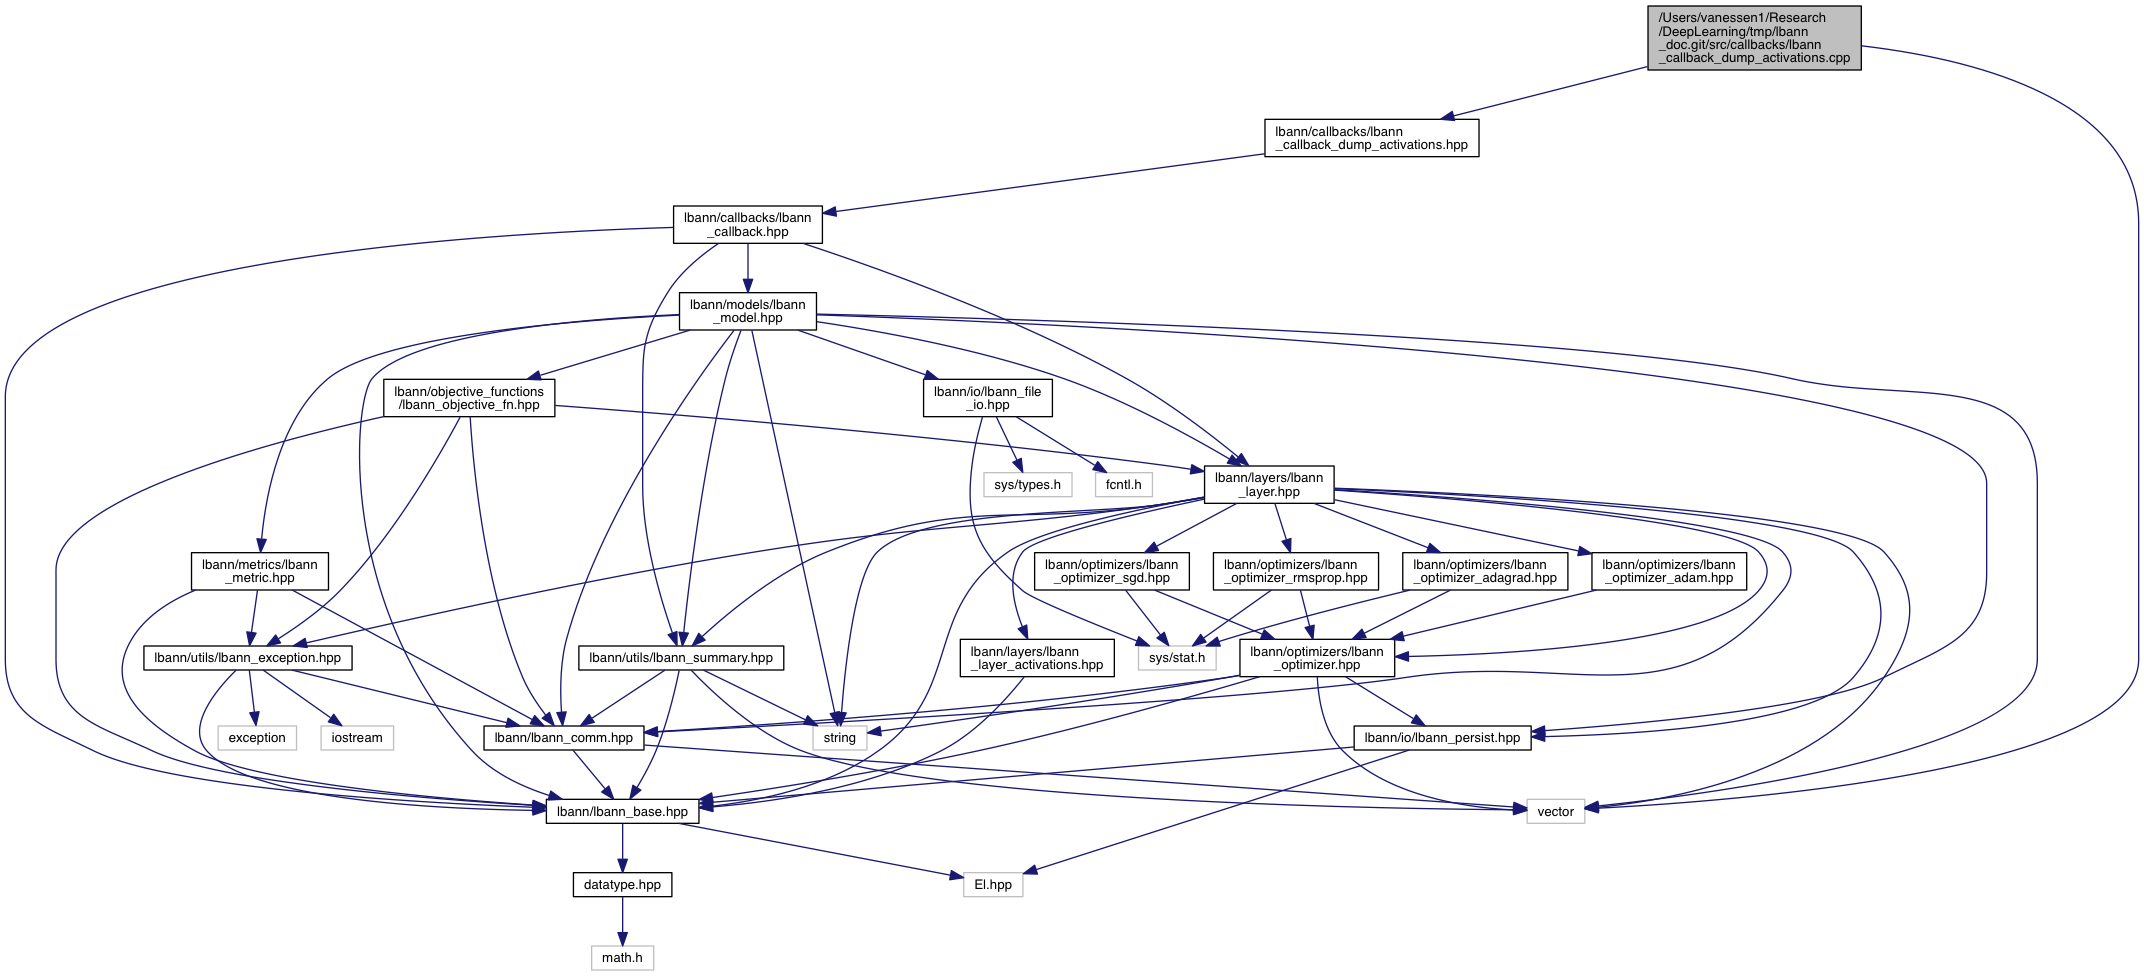 /Users/vanessen1/Research
/DeepLearning/tmp/lbann
_doc.git/src/callbacks/lbann
_callback_dump_activations.cpp
lbann/callbacks/lbann
_callback_dump_activations.hpp
lbann/callbacks/lbann
_callback.hpp
lbann/models/lbann
_model.hpp
lbann/objective_functions
/lbann_objective_fn.hpp
lbann/io/lbann_file
_io.hpp
sys/types.h
fcntl.h
lbann/layers/lbann
_layer.hpp
lbann/metrics/lbann
_metric.hpp
lbann/optimizers/lbann
_optimizer_sgd.hpp
lbann/optimizers/lbann
_optimizer_rmsprop.hpp
lbann/optimizers/lbann
_optimizer_adagrad.hpp
lbann/optimizers/lbann
_optimizer_adam.hpp
lbann/utils/lbann_exception.hpp
lbann/utils/lbann_summary.hpp
lbann/layers/lbann
_layer_activations.hpp
sys/stat.h
lbann/optimizers/lbann
_optimizer.hpp
exception
iostream
lbann/lbann_comm.hpp
string
lbann/io/lbann_persist.hpp
lbann/lbann_base.hpp
vector
datatype.hpp
El.hpp
math.h